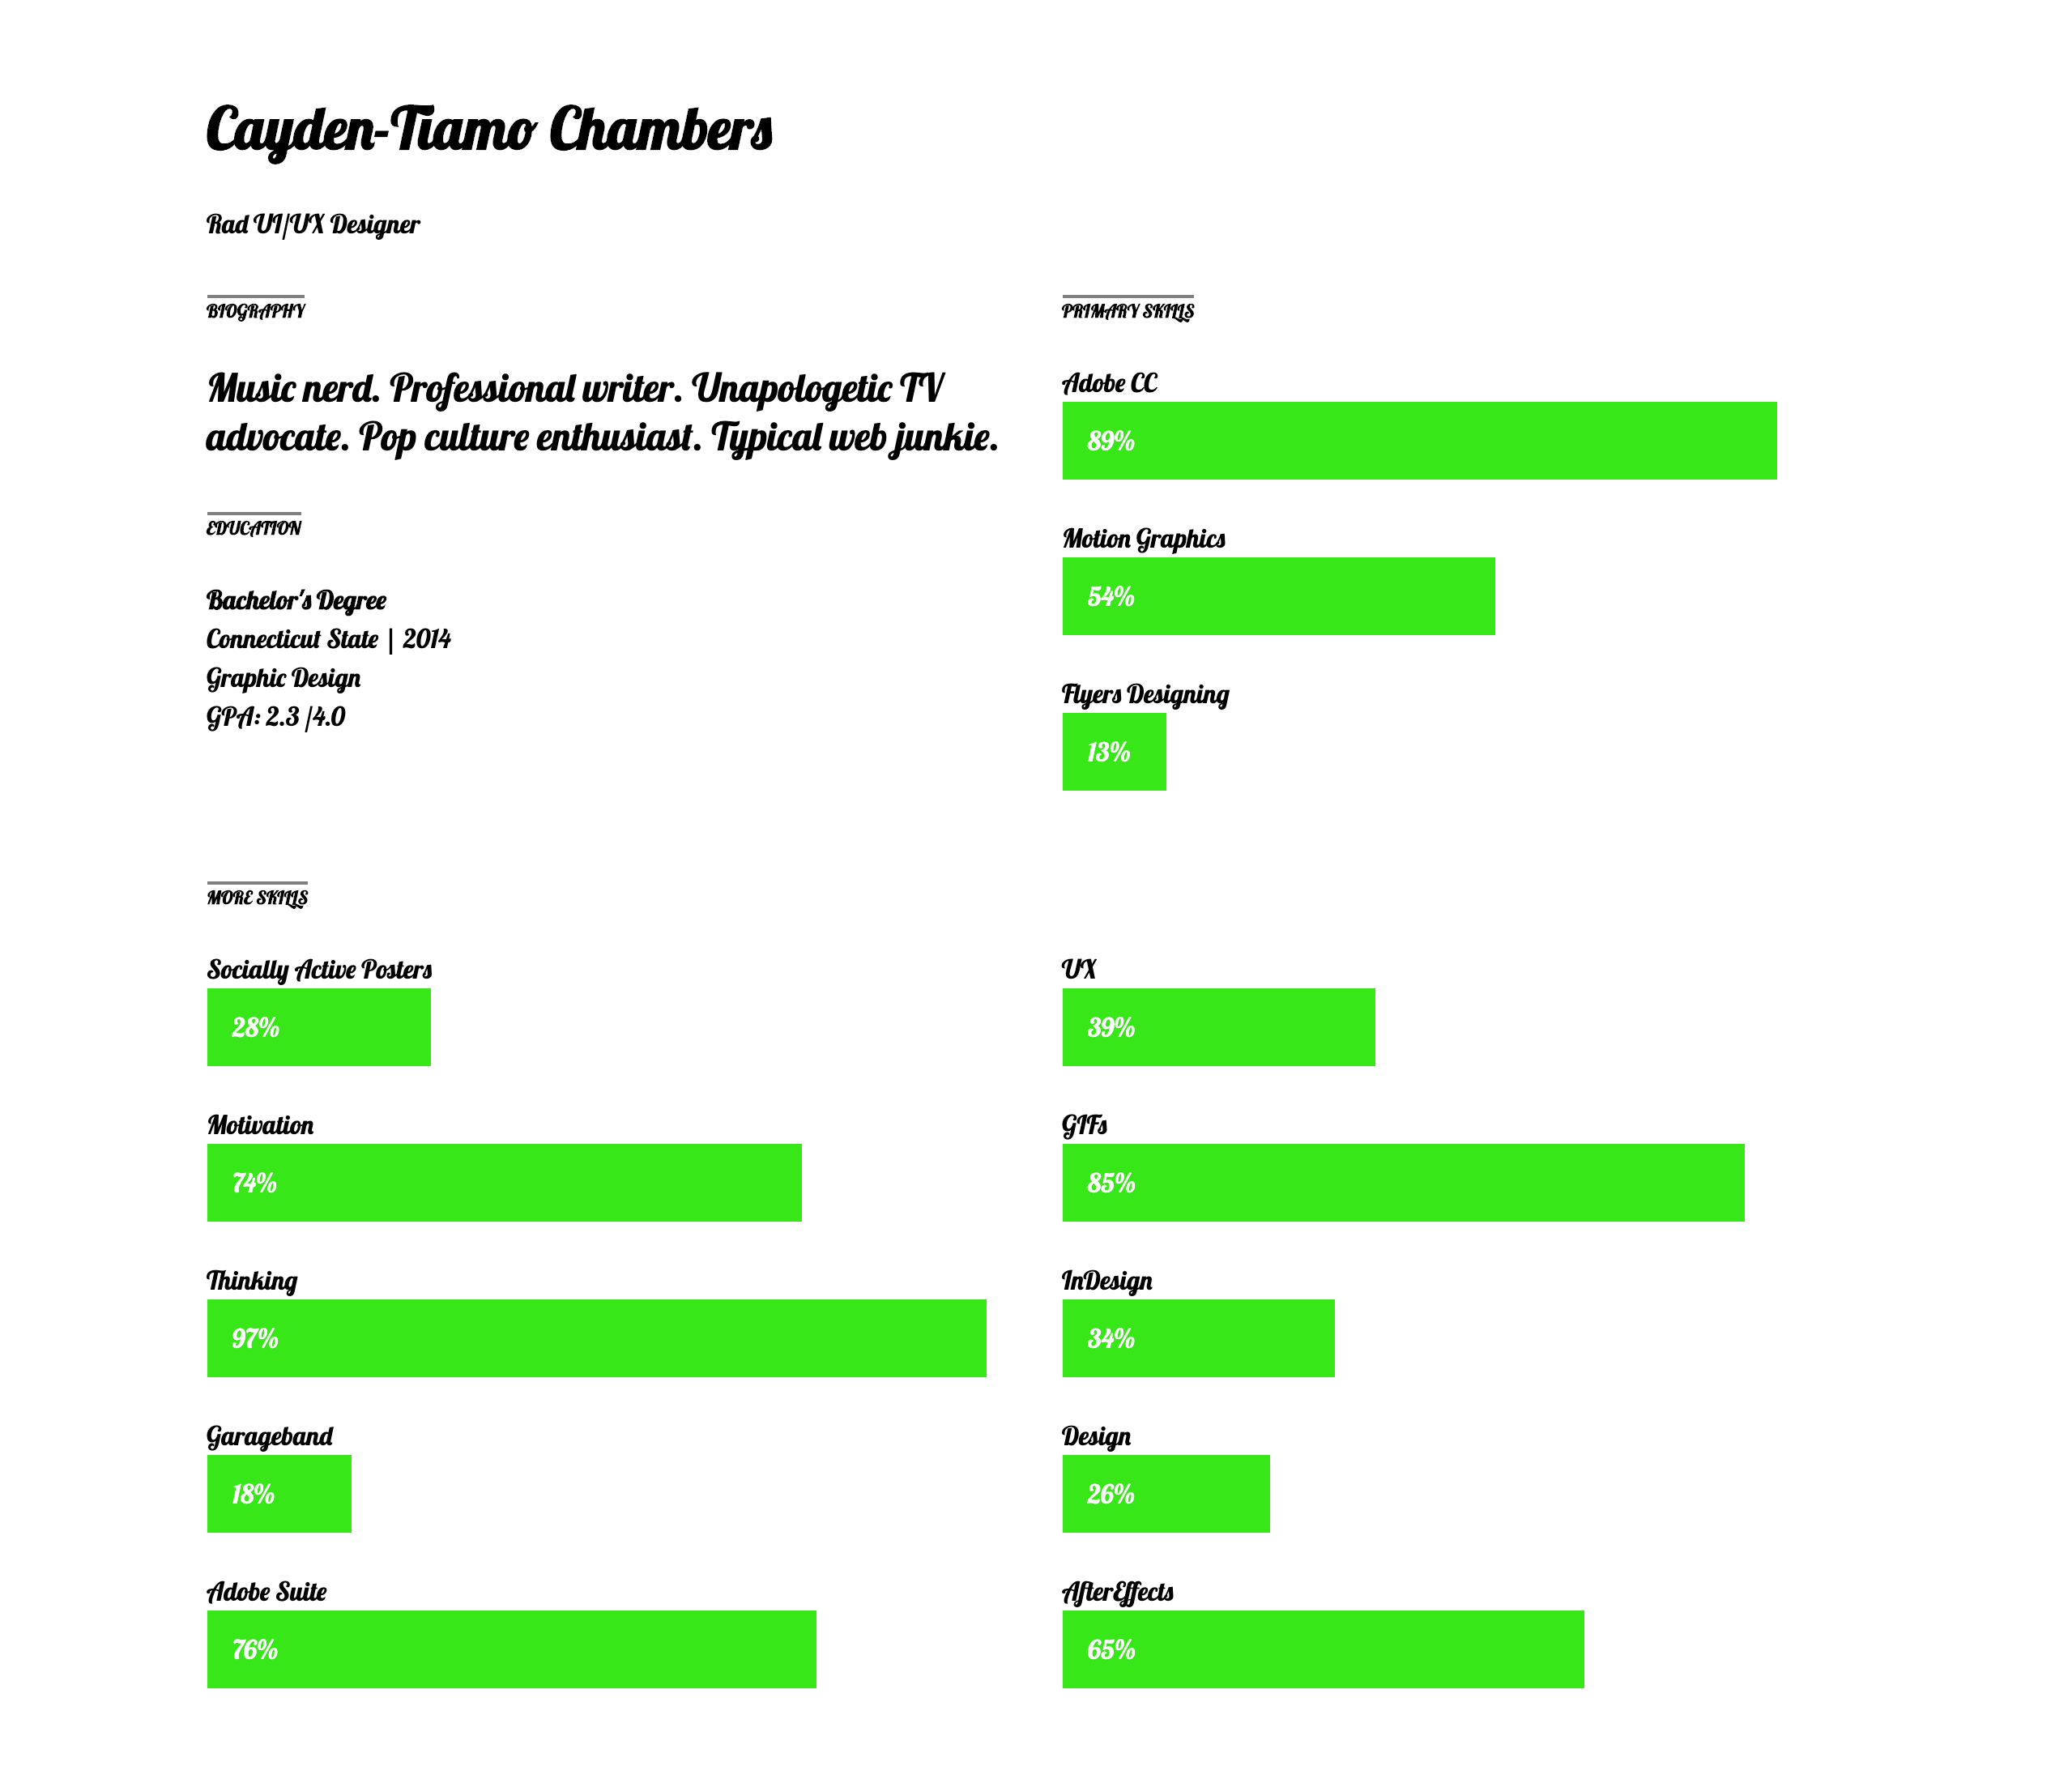 Cayden-Tiamo Chambers
Rad UI/UX Designer
BIOGRAPHY
Music nerd. Professional writer. Unapologetic TV
advocate. Pop culture enthusiast. Typical web junkie.
EDUCATION
Bachelor's Degree
Connecticut State | 2014
Graphic Design
GPA: 2.3 /4.0
PRIMARY SKILLS
Adobe CC
89%
Motion Graphics
54%
Flyers Designing
13%
MORE SKILLS
Socially Active Posters
28%
Motivation
74%
Thinking
97%
Garageband
18%
Adobe Suite
76%
UX
39%
GIFs
85%
InDesign
34%
Design
26%
AfterEffects
65%